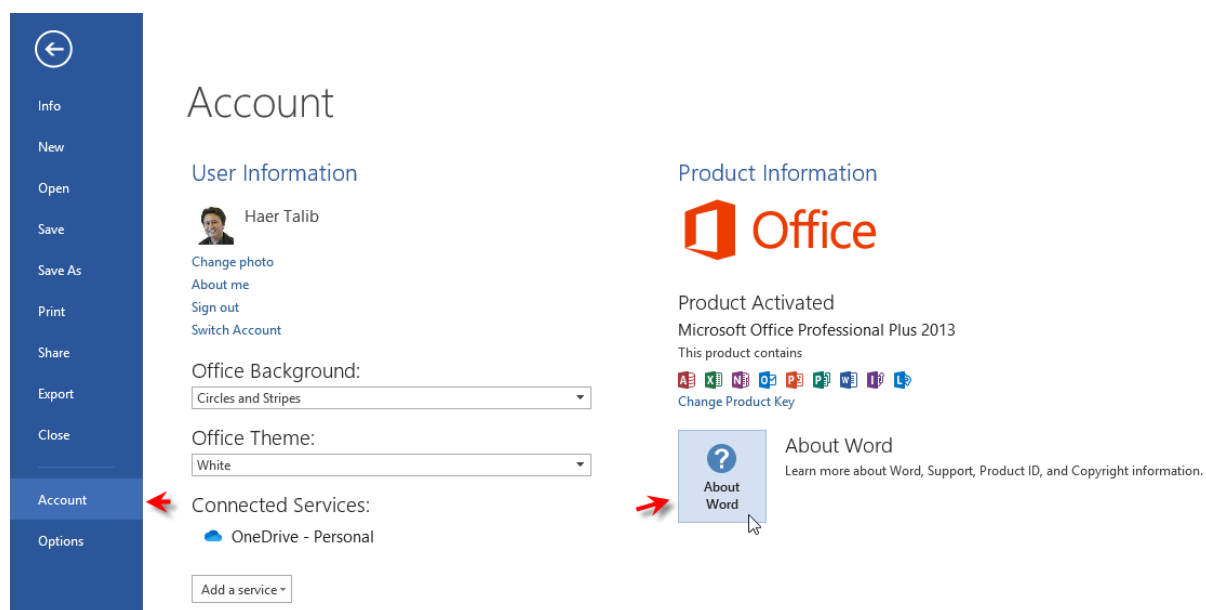 Info
New
Open
Save
Save As
Print
Share
Export
Close
Account
Options
Account
User Information
Haer Talib
Change photo
About me
Sign out
Switch Account
Office Background:
Circles and Stripes
Office Theme:
White
Connected Services:
OneDrive - Personal
Add a service
Product Information
Office
Product Activated
Microsoft Office Professional Plus 2013
This product contains
Change Product Key
?
About
Word
About Word
Learn more about Word, Support, Product ID, and Copyright information.